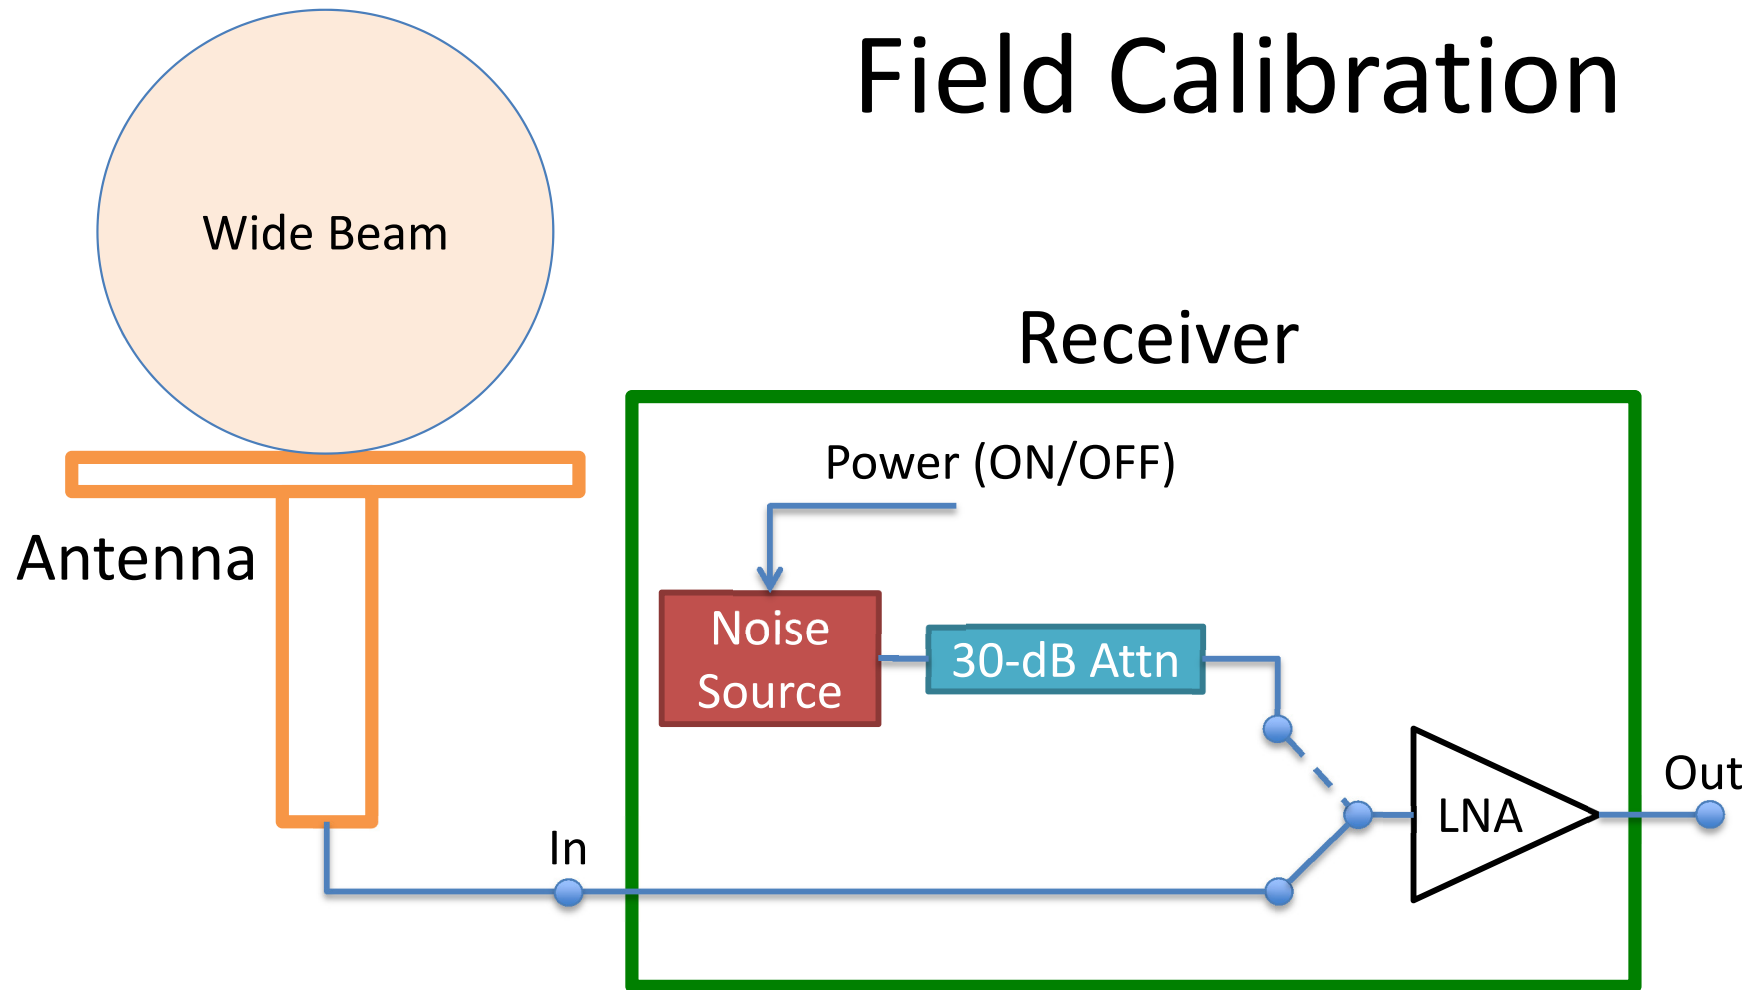 Field Calibration
Wide Beam
Receiver
Power (ON/OFF)
Antenna
Noise
Source
30-dB Attn
Out
LNA
In